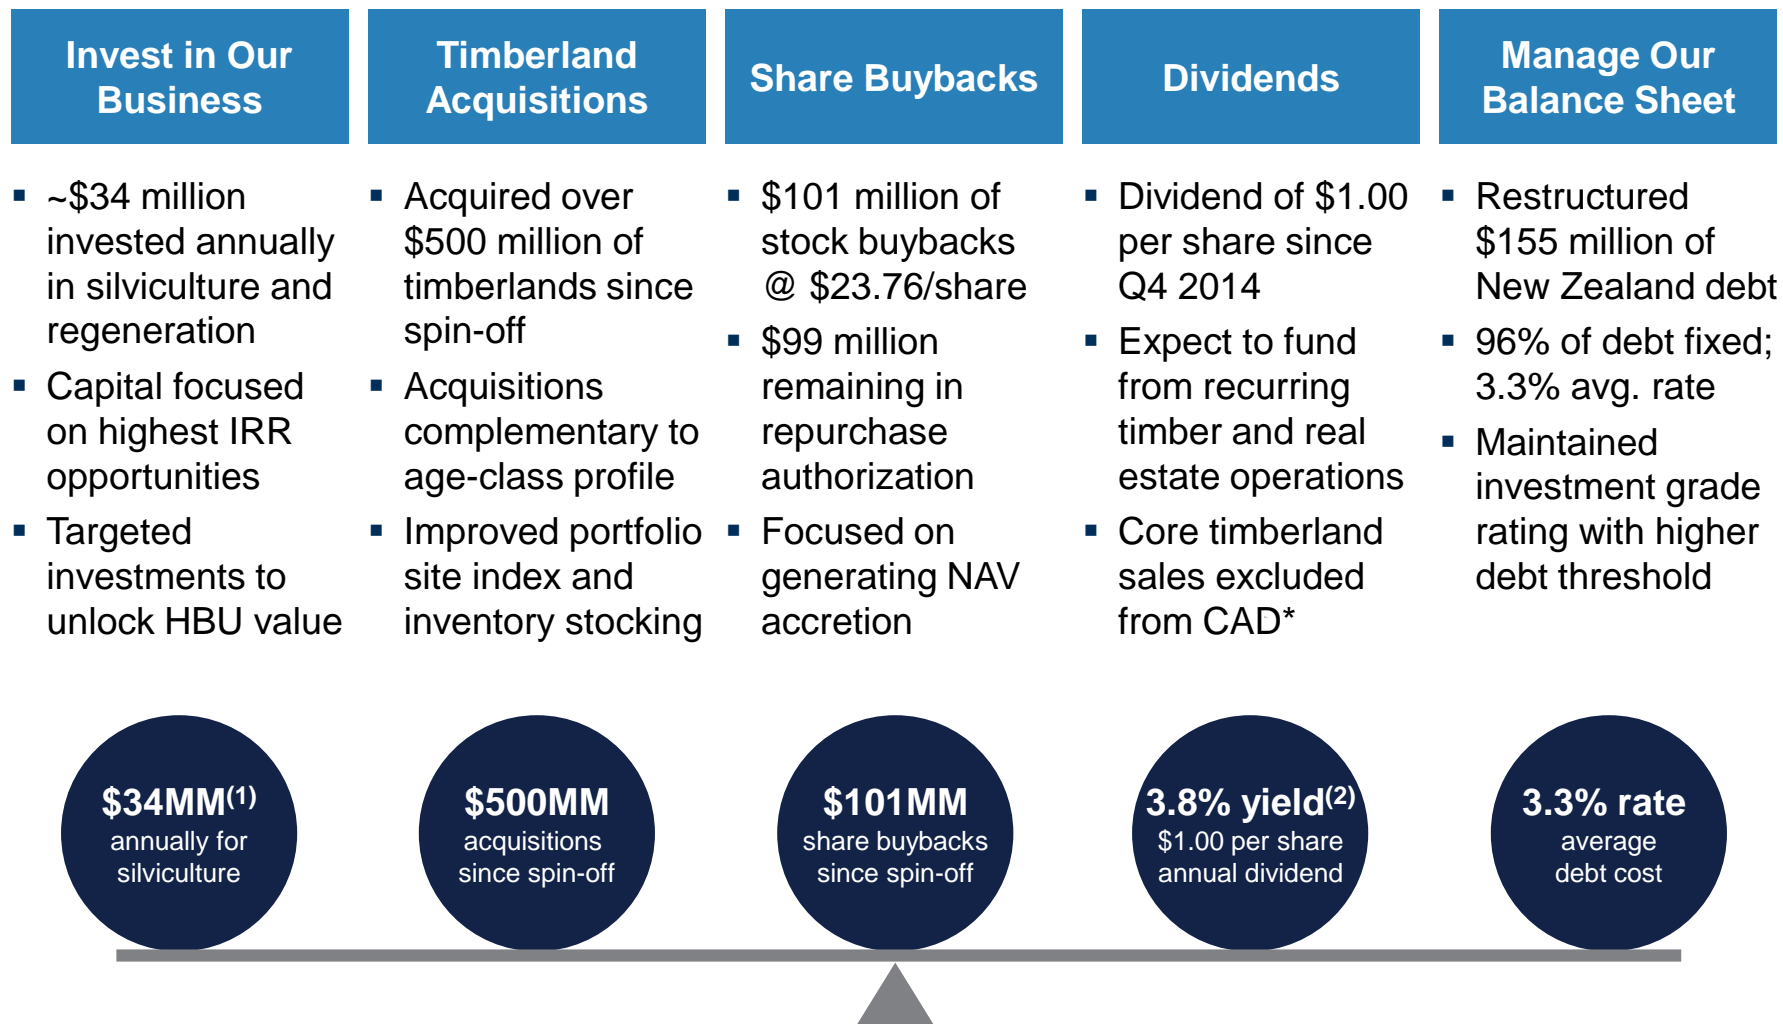 Invest in Our
Business
▪ ~$34 million
invested annually
in silviculture and
regeneration
▪ Capital focused
on highest IRR
opportunities
▪ Targeted
investments to
unlock HBU value
$34MM(1)
annually for
silviculture
Timberland
Acquisitions
▪ Acquired over
$500 million of
timberlands since
spin-off
▪ Acquisitions
complementary to
age-class profile
▪ Improved portfolio
site index and
inventory stocking
$500MM
acquisitions
since spin-off
Share Buybacks
▪ $101 million of
stock buybacks
@ $23.76/share
▪ $99 million
remaining in
repurchase
authorization
▪ Focused on
generating NAV
accretion
$101MM
share buybacks
since spin-off
Dividends
▪ Dividend of $1.00
per share since
Q4 2014
▪ Expect to fund
from recurring
timber and real
estate operations
▪ Core timberland
sales excluded
from CAD*
3.8% yield(2)
$1.00 per share
annual dividend
Manage Our
Balance Sheet
▪ Restructured
$155 million of
New Zealand debt
▪ 96% of debt fixed;
3.3% avg. rate
▪ Maintained
investment grade
rating with higher
debt threshold
3.3% rate
average
debt cost